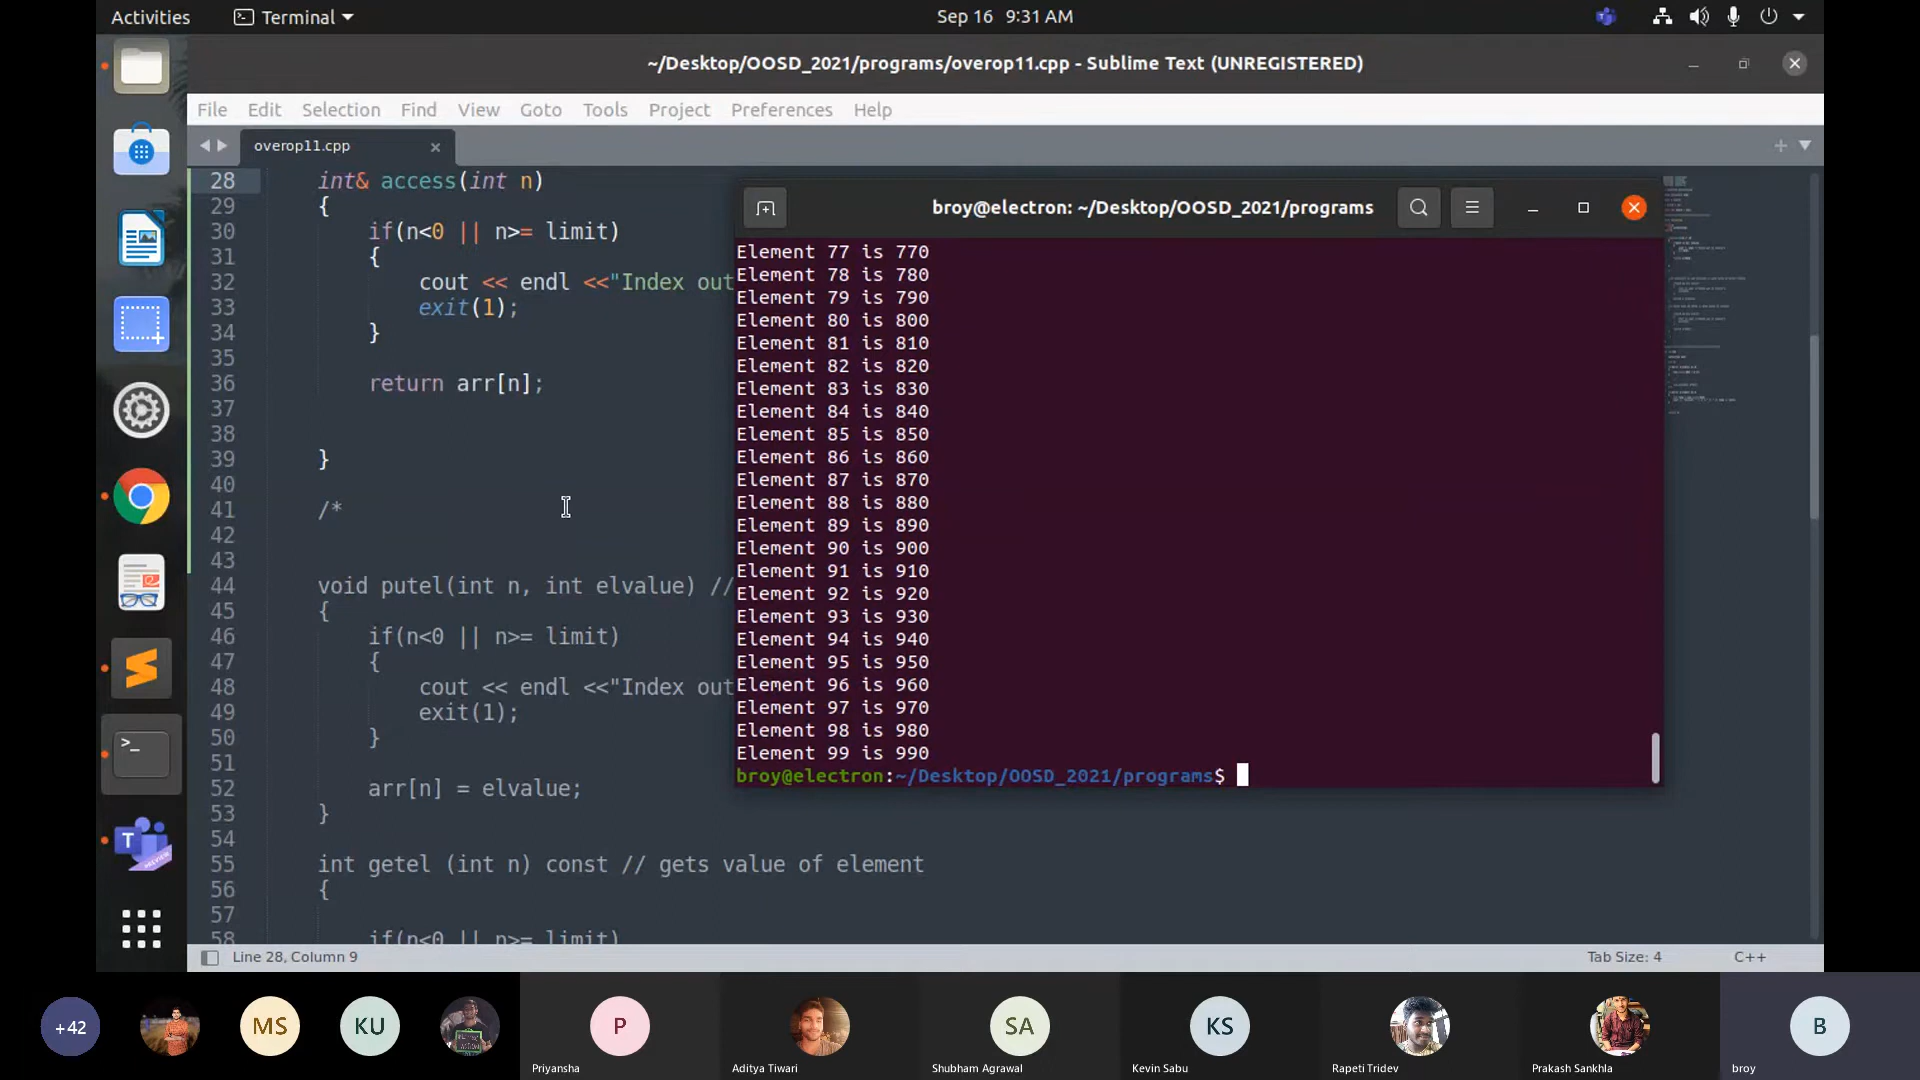 Activities
Terminal
Sep 16 9:31 AM
~/Desktop/OOSD_2021/programs/overop11.cpp - Sublime Text (UNREGISTERED)
File Edit Selection Find View Goto Tools Project Preferences Help
overop11.cpp
28 int& access(int n)
29 {
30 if(n<0 || n>= limit)
31 {
32 cout << endl <<"Index out
33 exit(1);
34 }
35
36 return arr[n];
37
38
39 }
40
41 /*
42
43
44 void putel(int n, int elvalue) //
45 {
46 if(n<0 || n>= limit)
47 {
48 cout << endl <<"Index out
49 exit(1);
50 }
51
52 arr[n] = elvalue;
53 }
54
55 int getel (int n) const // gets value of element
56 {
57
58 if(n<0 || n>= limit)
broy@electron: ~/Desktop/OOSD_2021/programs
Element 77 is 770
Element 78 is 780
Element 79 is 790
Element 80 is 800
Element 81 is 810
Element 82 is 820
Element 83 is 830
Element 84 is 840
Element 85 is 850
Element 86 is 860
Element 87 is 870
Element 88 is 880
Element 89 is 890
Element 90 is 900
Element 91 is 910
Element 92 is 920
Element 93 is 930
Element 94 is 940
Element 95 is 950
Element 96 is 960
Element 97 is 970
Element 98 is 980
Element 99 is 990
broy@electron:~/Desktop/OOSD_2021/programs$
Line 28, Column 9
Tab Size: 4
C++
+42
MS
KU
P
SA
KS
B
Priyansha
Aditya Tiwari
Shubham Agrawal
Kevin Sabu
Rapeti Tridev
Prakash Sankhla
broy